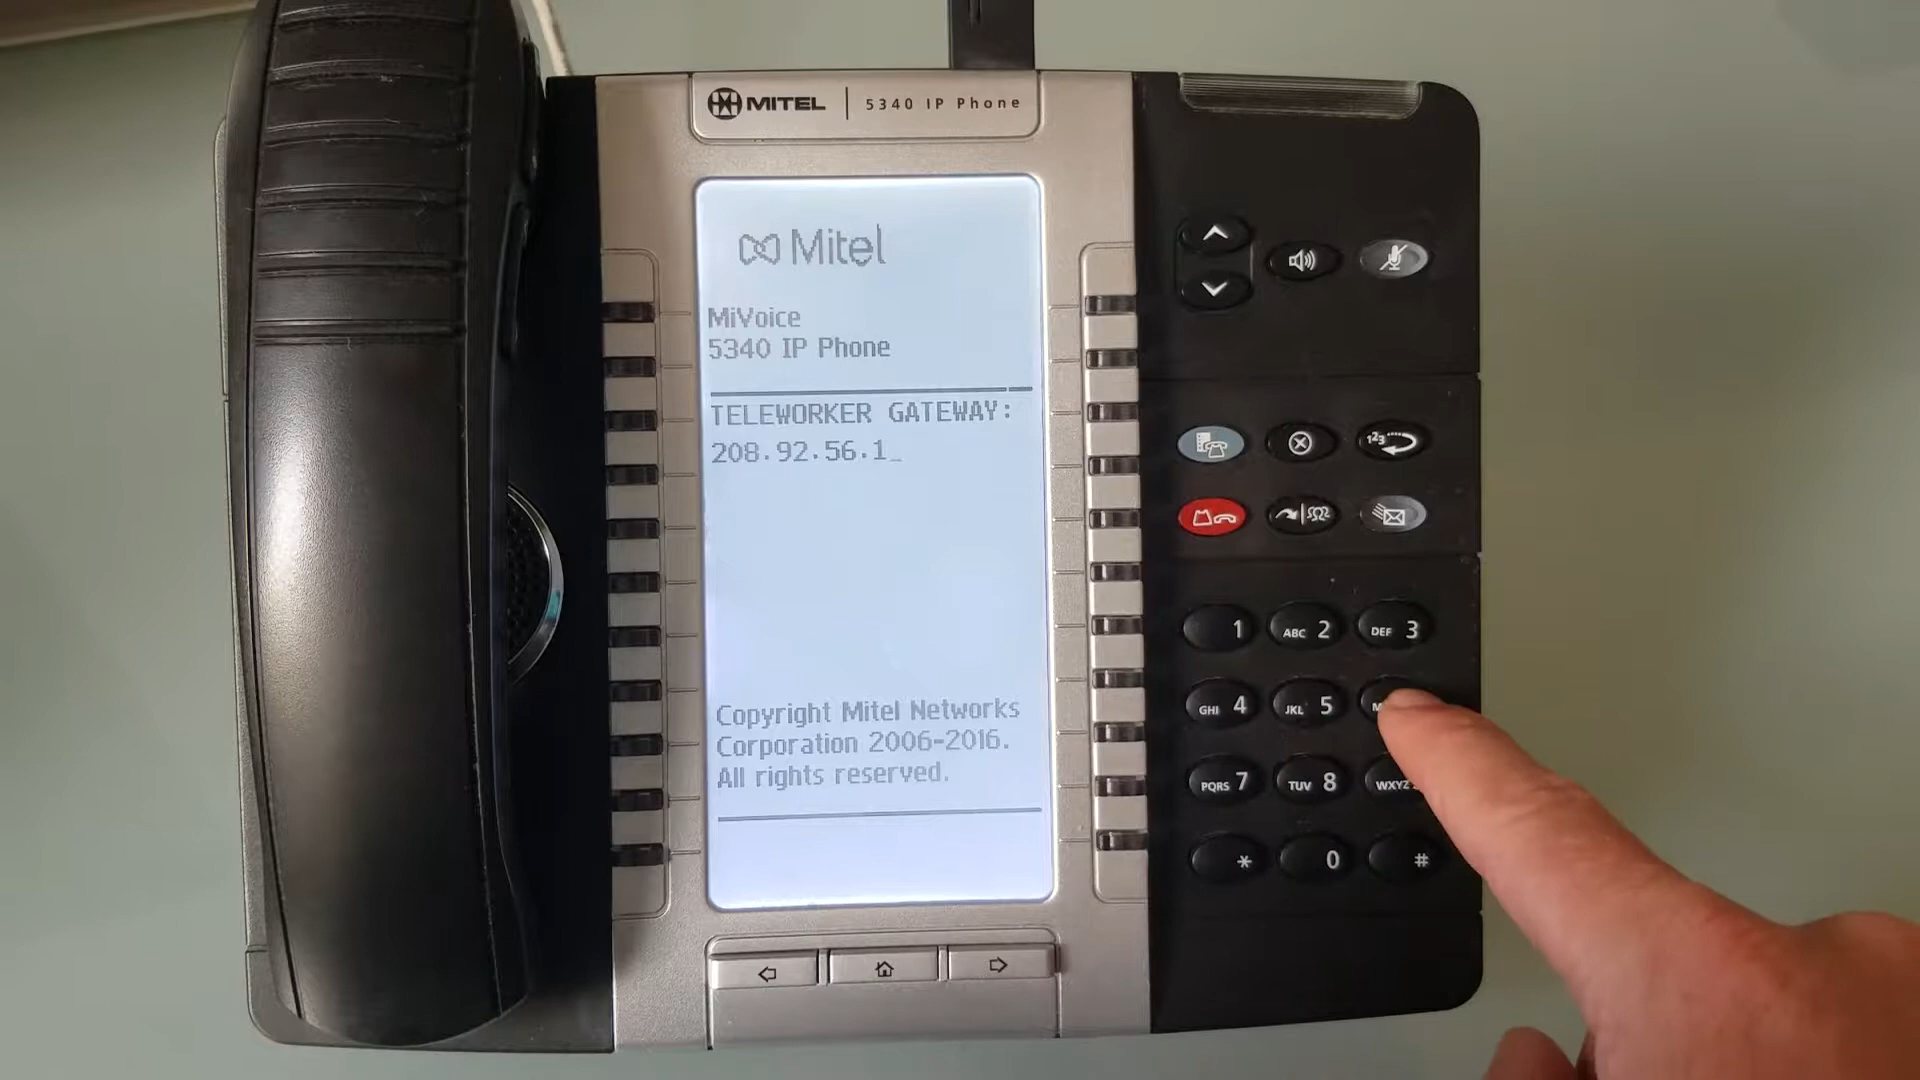 MITEL | 5340 IP Phone
Mitel
MiVoice
5340 IP Phone
TELEWORKER GATEWAY:
208.92.56.1_
Copyright Mitel Networks
Corporation 2006-2016.
All rights reserved.
123
1 ABC 2 DEF 3
GHI 4 JKL 5
PQRS 7 TUV 8 WXYZ
* 0 #